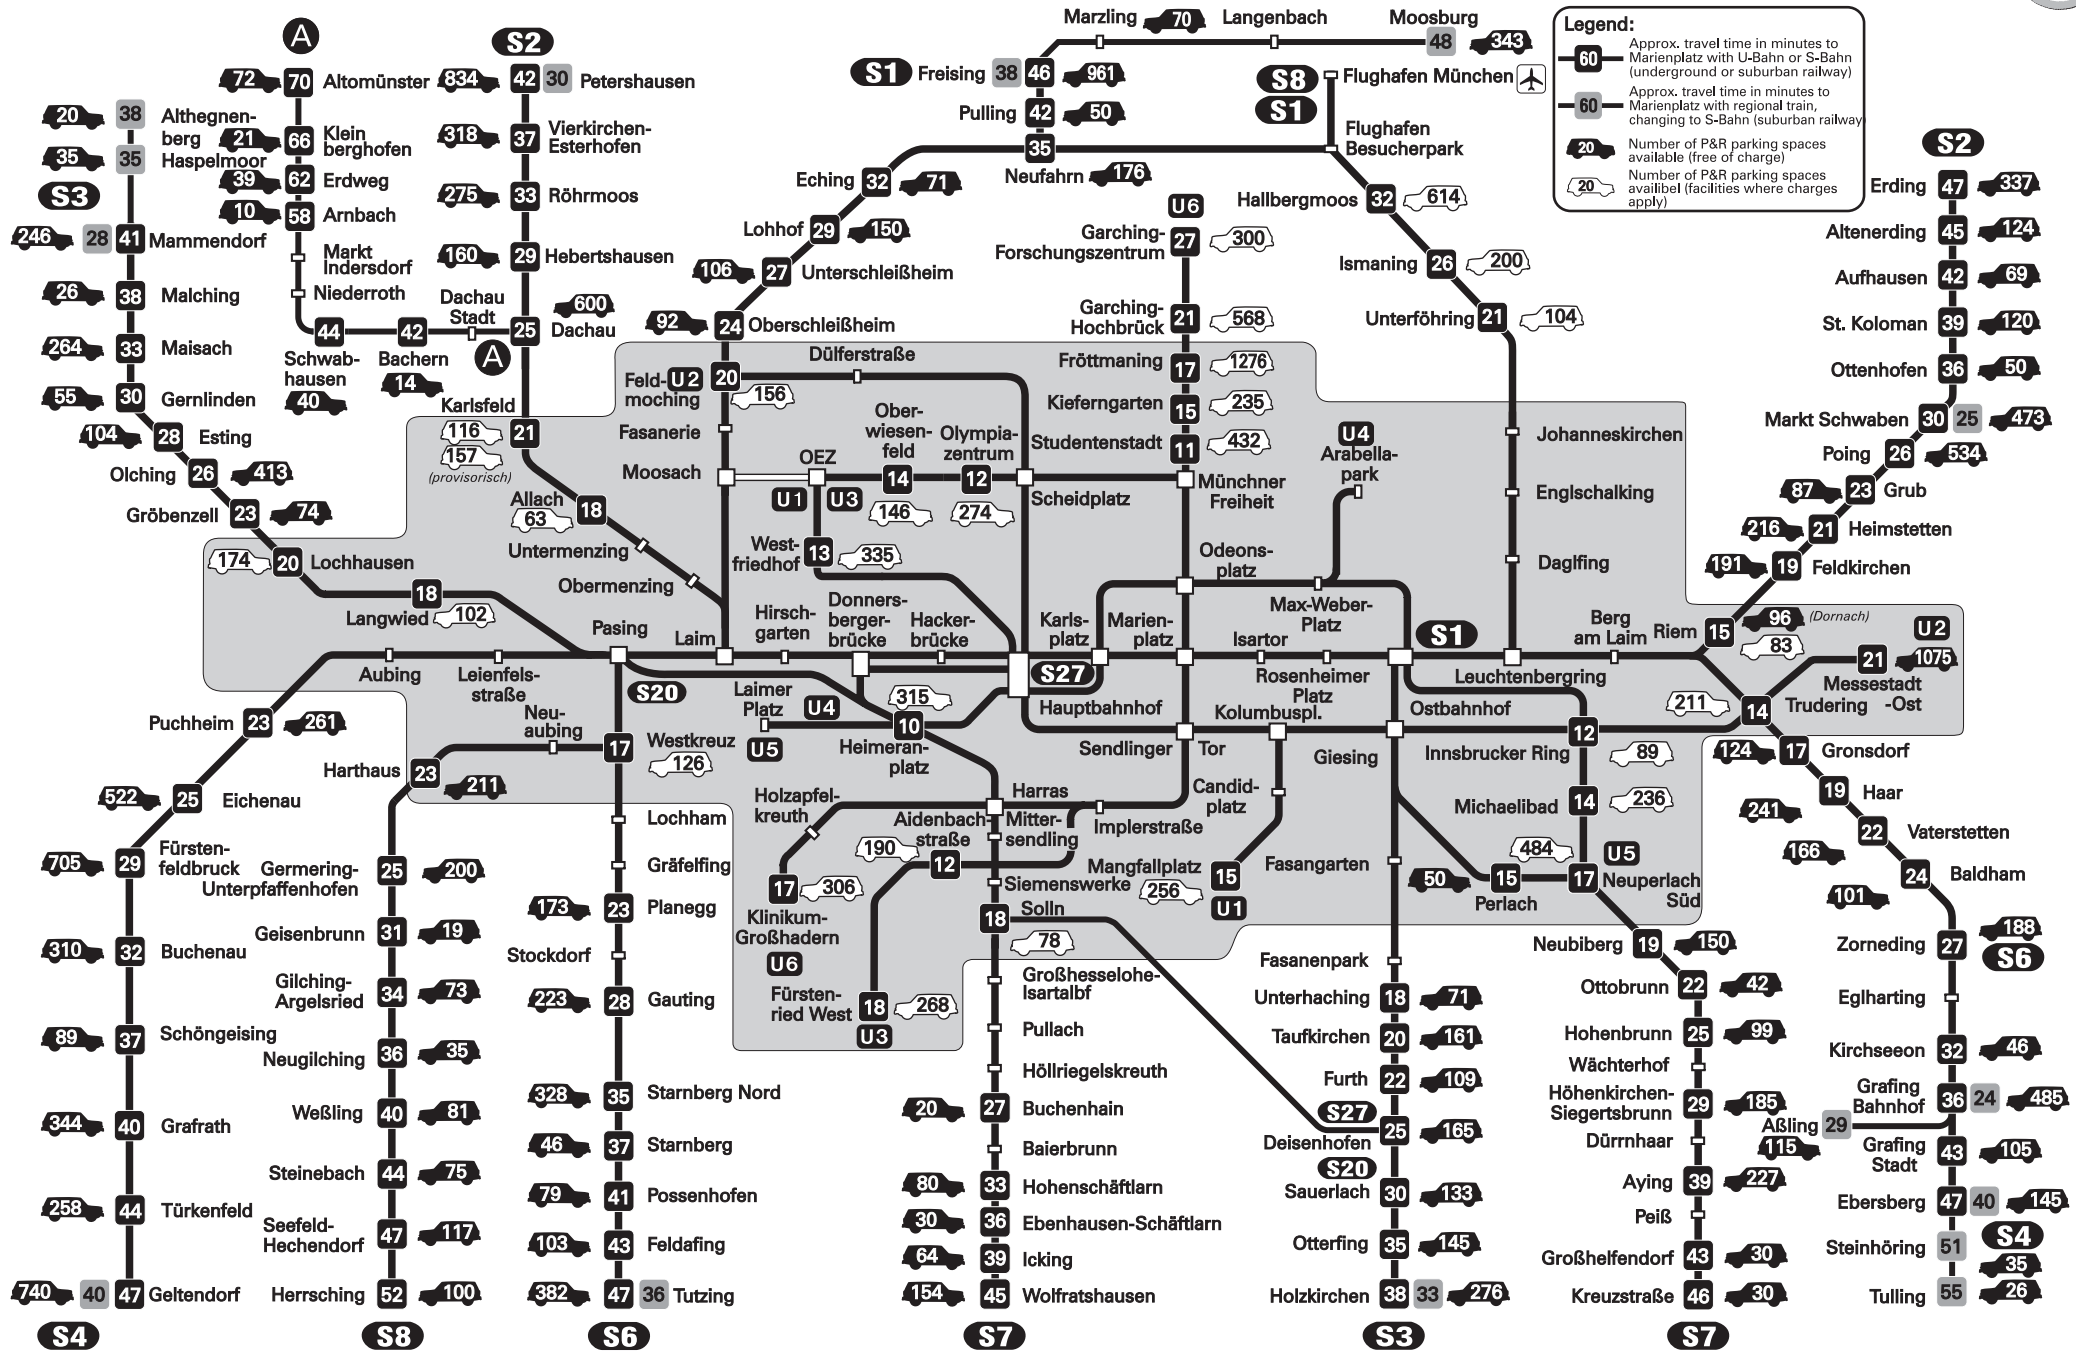 Marzling 70 Langenbach Moosburg
48 343
S1 Freising 38 46 961
Pulling 42 50
35
Neufahrn 176
Eching 32 71
Lohhof 29 150
106 27 Unterschleißheim
92 24 Oberschleißheim
S8 Flughafen München
S1
Flughafen
Besucherpark
Hallbergmoos 32 614
Ismaning 26 200
Unterföhring 21 104
Johanneskirchen
Englschalking
Daglfing
Legend:
60
Approx. travel time in minutes to
Marienplatz with U-Bahn or S-Bahn
(underground or suburban railway)
60
Approx. travel time in minutes to
Marienplatz with regional train,
changing to S-Bahn (suburban railway
20
Number of P&R parking spaces
available (free of charge)
20
Number of P&R parking spaces
availibel (facilities where charges
apply)
A
72 70 Altomünster
21 66 Klein
berghofen
39 62 Erdweg
10 58 Arnbach
Markt
Indersdorf
Niederroth
44
Schwab-
hausen
40
42
Bachern
14
Dachau
Stadt
A
S2
834 42 30 Petershausen
318 37 Vierkirchen-
Esterhofen
275 33 Röhrmoos
160 29 Hebertshausen
600
25 Dachau
Karlsfeld
116 21
157
(provisorisch)
Allach
63 18
Untermenzing
Obermenzing
20 38 Althegnen-
berg
35 35 Haspelmoor
S3
246 28 41 Mammendorf
26 38 Malching
264 33 Maisach
55 30 Gernlinden
104 28 Esting
Olching 26 413
Gröbenzell 23 74
174 20 Lochhausen
18
Langwied 102
Feld-
moching
U2 20
156
Dülferstraße
Fasanerie
Moosach
OEZ
U1 U3
Ober-
wiesen-
feld
14
146
Olympia-
zentrum
12
274
Scheidplatz
West-
friedhof
13 335
U6
Garching-
Forschungszentrum
27 300
Garching-
Hochbrück
21 568
Fröttmaning 17 1276
Kieferngarten 15 235
Studentenstadt 11 432
Münchner
Freiheit
U4
Arabella-
park
Odeons-
platz
Max-Weber-
Platz
S2
Erding 47 337
Altenerding 45 124
Aufhausen 42 69
St. Koloman 39 120
Ottenhofen 36 50
Markt Schwaben 30 25 473
Poing 26 534
87 23 Grub
216 21 Heimstetten
191 19 Feldkirchen
Riem 15 96 (Dornach)
83
Berg
am Laim
Pasing
Laim
Hirsch-
garten
Donners-
berger-
brücke
Hacker-
brücke
Karls-
platz
Marien-
platz
Isartor
Rosenheimer
Platz
S1
Leuchtenbergring
Ostbahnhof
Aubing
Leienfels-
straße
S20
S27
Hauptbahnhof
U2
21 1075
Messestadt
-Ost
211 14 Trudering
Laimer
Platz
U4
U5
315
10
Heimeran-
platz
Sendlinger Tor
Kolumbuspl.
Giesing
Innsbrucker Ring 12
89
Michaelibad 14 236
484 U5
50 15 17 Neuperlach
Süd
Perlach
Puchheim 23 261
522 25 Eichenau
705 29 Fürsten-
feldbruck
310 32 Buchenau
89 37 Schöngeising
344 40 Grafrath
258 44 Türkenfeld
740 40 47 Geltendorf
S4
Neu-
aubing
17 Westkreuz
126
Harthaus 23 211
Germering-
Unterpfaffenhofen
25 200
Geisenbrunn 31 19
Gilching-
Argelsried
34 73
Neugilching 36 35
Weßling 40 81
Steinebach 44 75
Seefeld-
Hechendorf
47 117
Herrsching 52 100
S8
Lochham
Gräfelfing
173 23 Planegg
Stockdorf
223 28 Gauting
328 35 Starnberg Nord
46 37 Starnberg
79 41 Possenhofen
103 43 Feldafing
382 47 36 Tutzing
S6
Holzapfel-
kreuth
17 306
Klinikum-
Großhadern
U6
Harras
Aidenbach-
straße
190 12
Mitter-
sendling
Implerstraße
Siemenswerke
Candid-
platz
Mangfallplatz
256 15
U1
Fürsten-
ried West
18 268
U3
18 Solln
78
Großhesselohe-
Isartalbf
Pullach
Höllriegelskreuth
20 27 Buchenhain
Baierbrunn
80 33 Hohenschäftlarn
30 36 Ebenhausen-Schäftlarn
64 39 Icking
154 45 Wolfratshausen
S7
Fasangarten
Fasanenpark
Unterhaching 18 71
Taufkirchen 20 161
Furth 22 109
S27
Deisenhofen 25 165
S20
Sauerlach 30 133
Otterfing 35 145
Holzkirchen 38 33 276
S3
Neubiberg 19 150
Ottobrunn 22 42
Hohenbrunn 25 99
Wächterhof
Höhenkirchen-
Siegertsbrunn
29 185
Dürrnhaar
Aying 39 227
Peiß
Großhelfendorf 43 30
Kreuzstraße 46 30
S7
124 17 Gronsdorf
241 19 Haar
166 22 Vaterstetten
101 24 Baldham
Zorneding 27 188
S6
Eglharting
Kirchseeon 32 46
Grafing
Bahnhof
36 24 485
Aßling 29
115
Grafing
Stadt
43 105
Ebersberg 47 40 145
S4
Steinhöring 51
35
Tulling 55 26